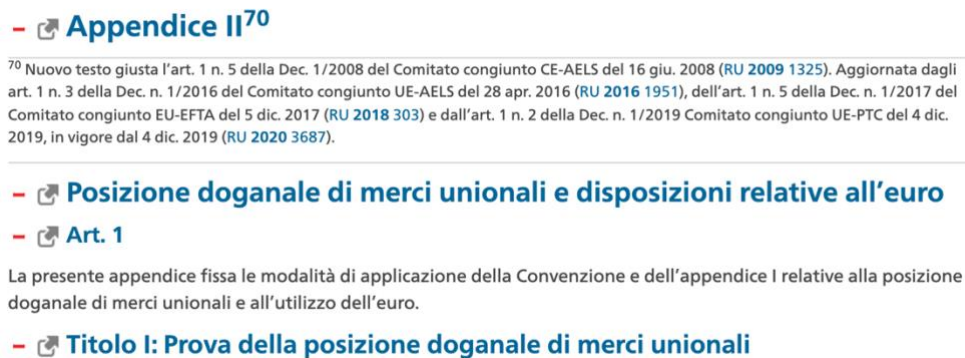 Appendice II70
70 Nuovo testo giusta l'art. 1 n. 5 della Dec. 1/2008 del Comitato congiunto CE-AELS del 16 giu. 2008 (RU 2009 1325). Aggiornata dagli
art. 1 n. 3 della Dec. n. 1/2016 del Comitato congiunto UE-AELS del 28 apr. 2016 (RU 2016 1951), dell'art. 1 n. 5 della Dec. n. 1/2017 del
Comitato congiunto EU-EFTA del 5 dic. 2017 (RU 2018 303) e dall'art. 1 n. 2 della Dec. n. 1/2019 Comitato congiunto UE-PTC del 4 dic.
2019, in vigore dal 4 dic. 2019 (RU 2020 3687).
Posizione doganale di merci unionali e disposizioni relative all'euro
Art. 1
La presente appendice fissa le modalità di applicazione della Convenzione e dell'appendice I relative alla posizione
doganale di merci unionali e all'utilizzo dell'euro.
Titolo I: Prova della posizione doganale di merci unionali